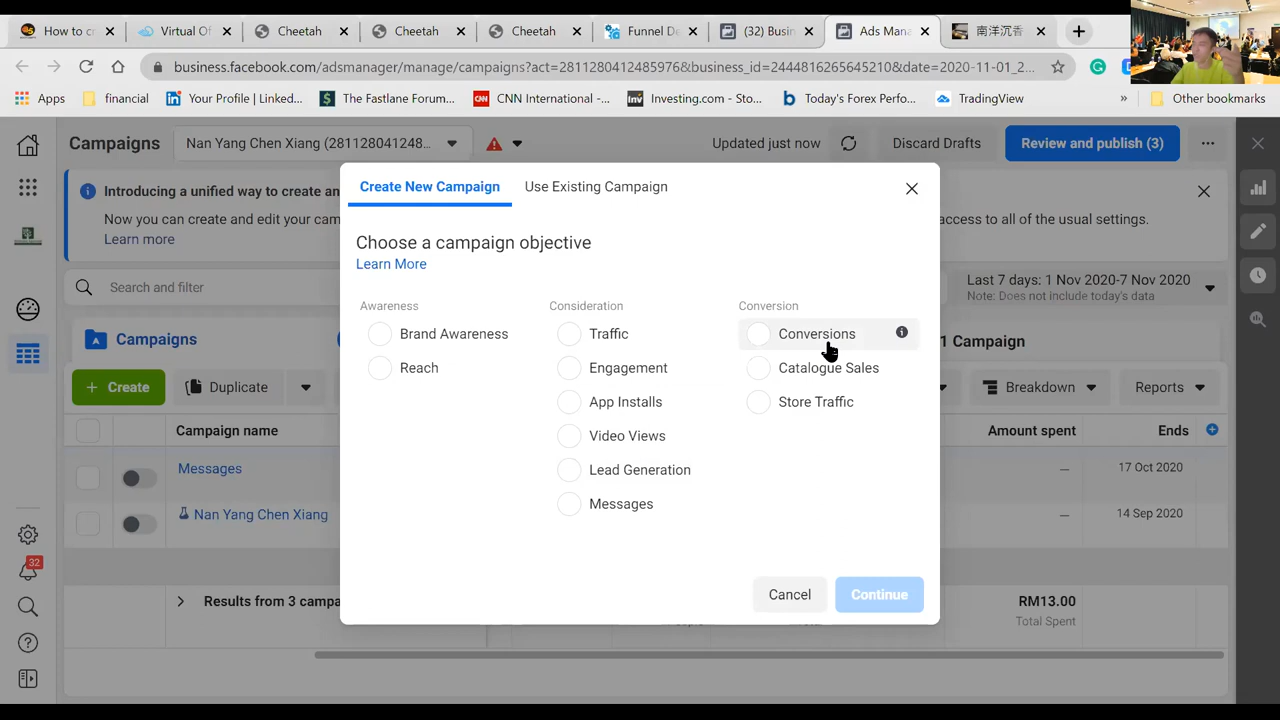 How to cr
Virtual Of
Cheetah
Cheetah
Cheetah
Funnel De
(32) Busin
Ads Mana
南洋沉香
business.facebook.com/adsmanager/manage/campaigns?act=281128041248597​6&business_id=2444816265645210&date=2020-11-01_2...
Apps
financial
Your Profile | Linked...
The Fastlane Forum...
CNN International -...
Investing.com - Sto...
Today's Forex Perfo...
TradingView
»
Other bookmarks
Campaigns
Nan Yang Chen Xiang (28112804​1248...
Updated just now
Discard Drafts
Review and publish (3)
Create New Campaign
Use Existing Campaign
Introducing a unified way to create an
Now you can create and edit your cam
access to all of the usual settings.
Learn more
Choose a campaign objective
Learn More
Search and filter
Last 7 days: 1 Nov 2020-7 Nov 2020
Note: Does not include today's data
Awareness
Consideration
Conversion
Brand Awareness
Traffic
Conversions
Reach
Engagement
Catalogue Sales
App Installs
Store Traffic
Video Views
Lead Generation
Messages
Campaigns
1 Campaign
+ Create
Duplicate
Breakdown
Reports
Campaign name
Amount spent
Ends
Messages
—
17 Oct 2020
Nan Yang Chen Xiang
—
14 Sep 2020
Cancel
Continue
32
Results from 3 campa
RM13.00
Total Spent